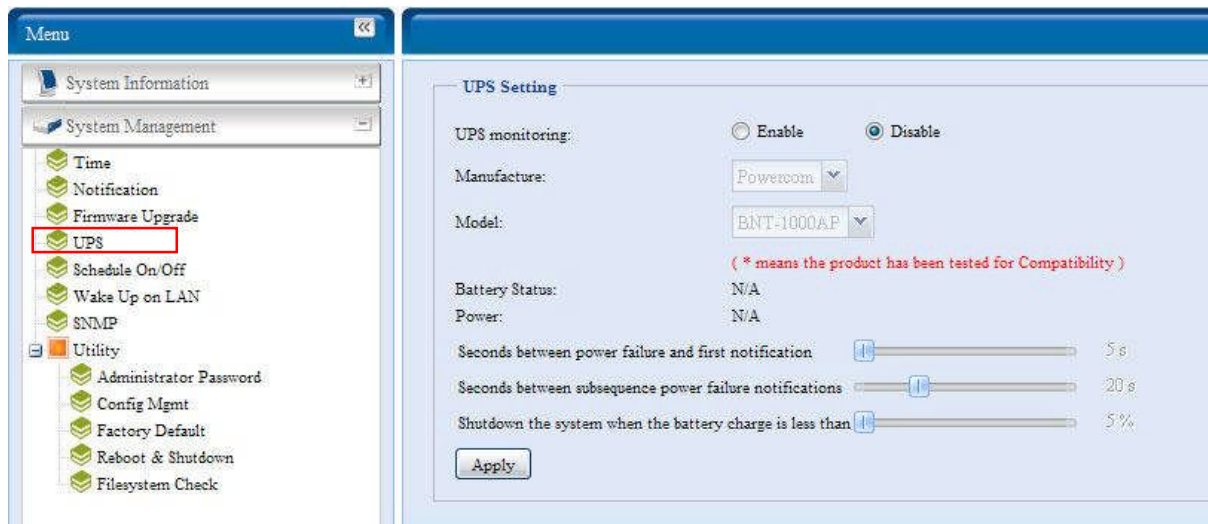 Menu
System Information
System Management
Time
Notification
Firmware Upgrade
UPS
Schedule On/Off
Wake Up on LAN
SNMP
Utility
Administrator Password
Config Mgmt
Factory Default
Reboot & Shutdown
Filesystem Check
UPS Setting
UPS monitoring: Enable Disable
Manufacture: Powercom
Model: BNT-1000AP
( * means the product has been tested for Compatibility )
Battery Status: N/A
Power: N/A
Seconds between power failure and first notification 5 s
Seconds between subsequence power failure notifications 20 s
Shutdown the system when the battery charge is less than 5 %
Apply